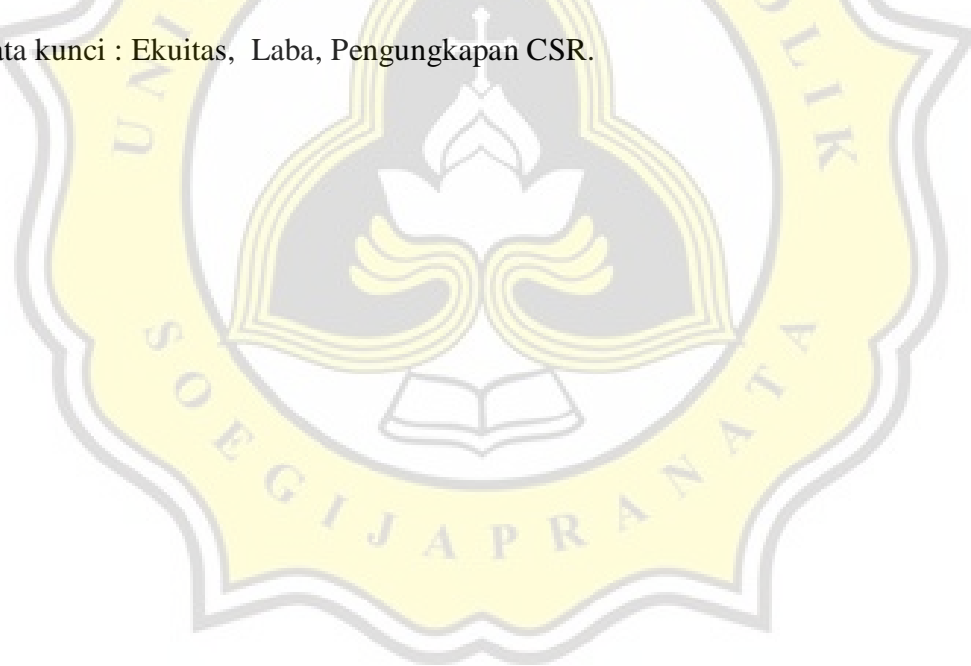 ata kunci : Ekuitas, Laba, Pengungkapan CSR.
SOEGIJAPRANATA